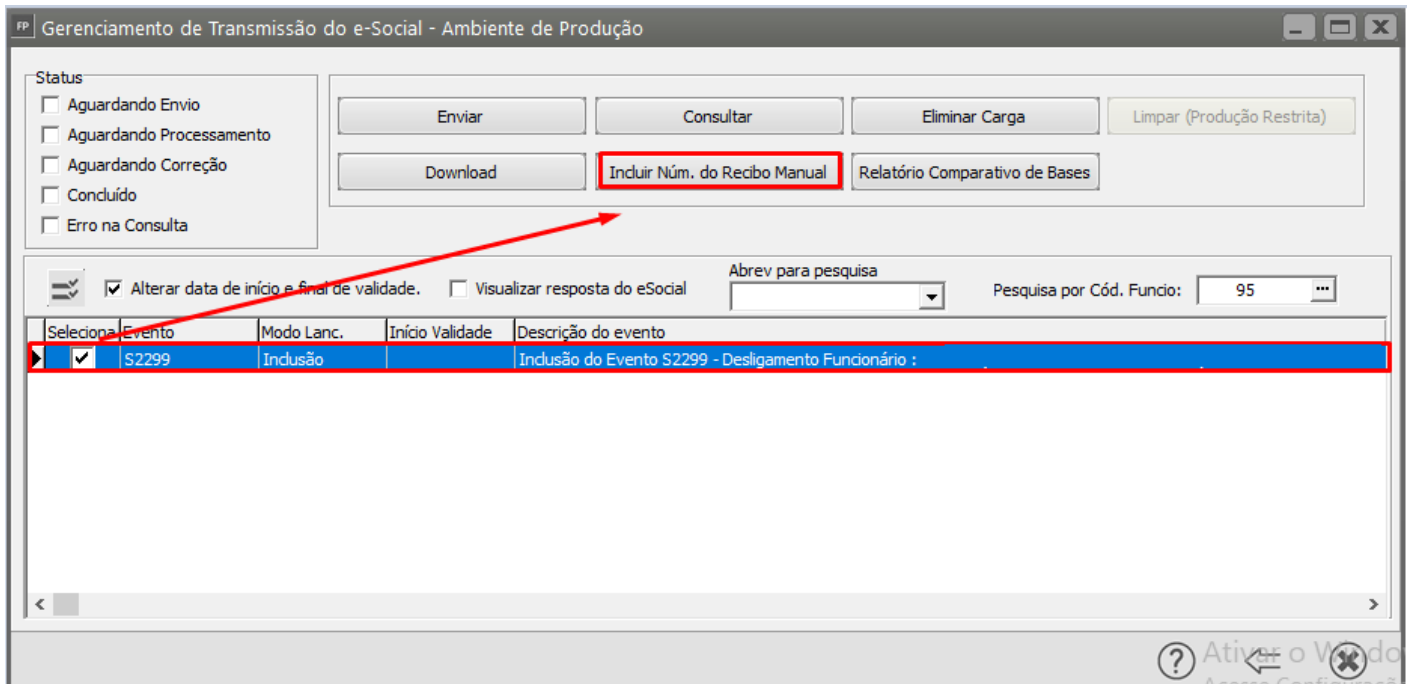 FP Gerenciamento de Transmissão do e-Social - Ambiente de Produção
Status
Aguardando Envio
Aguardando Processamento
Aguardando Correção
Concluído
Erro na Consulta
Enviar
Consultar
Eliminar Carga
Limpar (Produção Restrita)
Download
Incluir Núm. do Recibo Manual
Relatório Comparativo de Bases
Alterar data de início e final de validade.
Visualizar resposta do eSocial
Abrev para pesquisa
Pesquisa por Cód. Funcio:
95
...
Seleciona Evento Modo Lanc. Início Validade Descrição do evento
S2299 Inclusão Inclusão do Evento S2299 - Desligamento Funcionário :
Ativar o